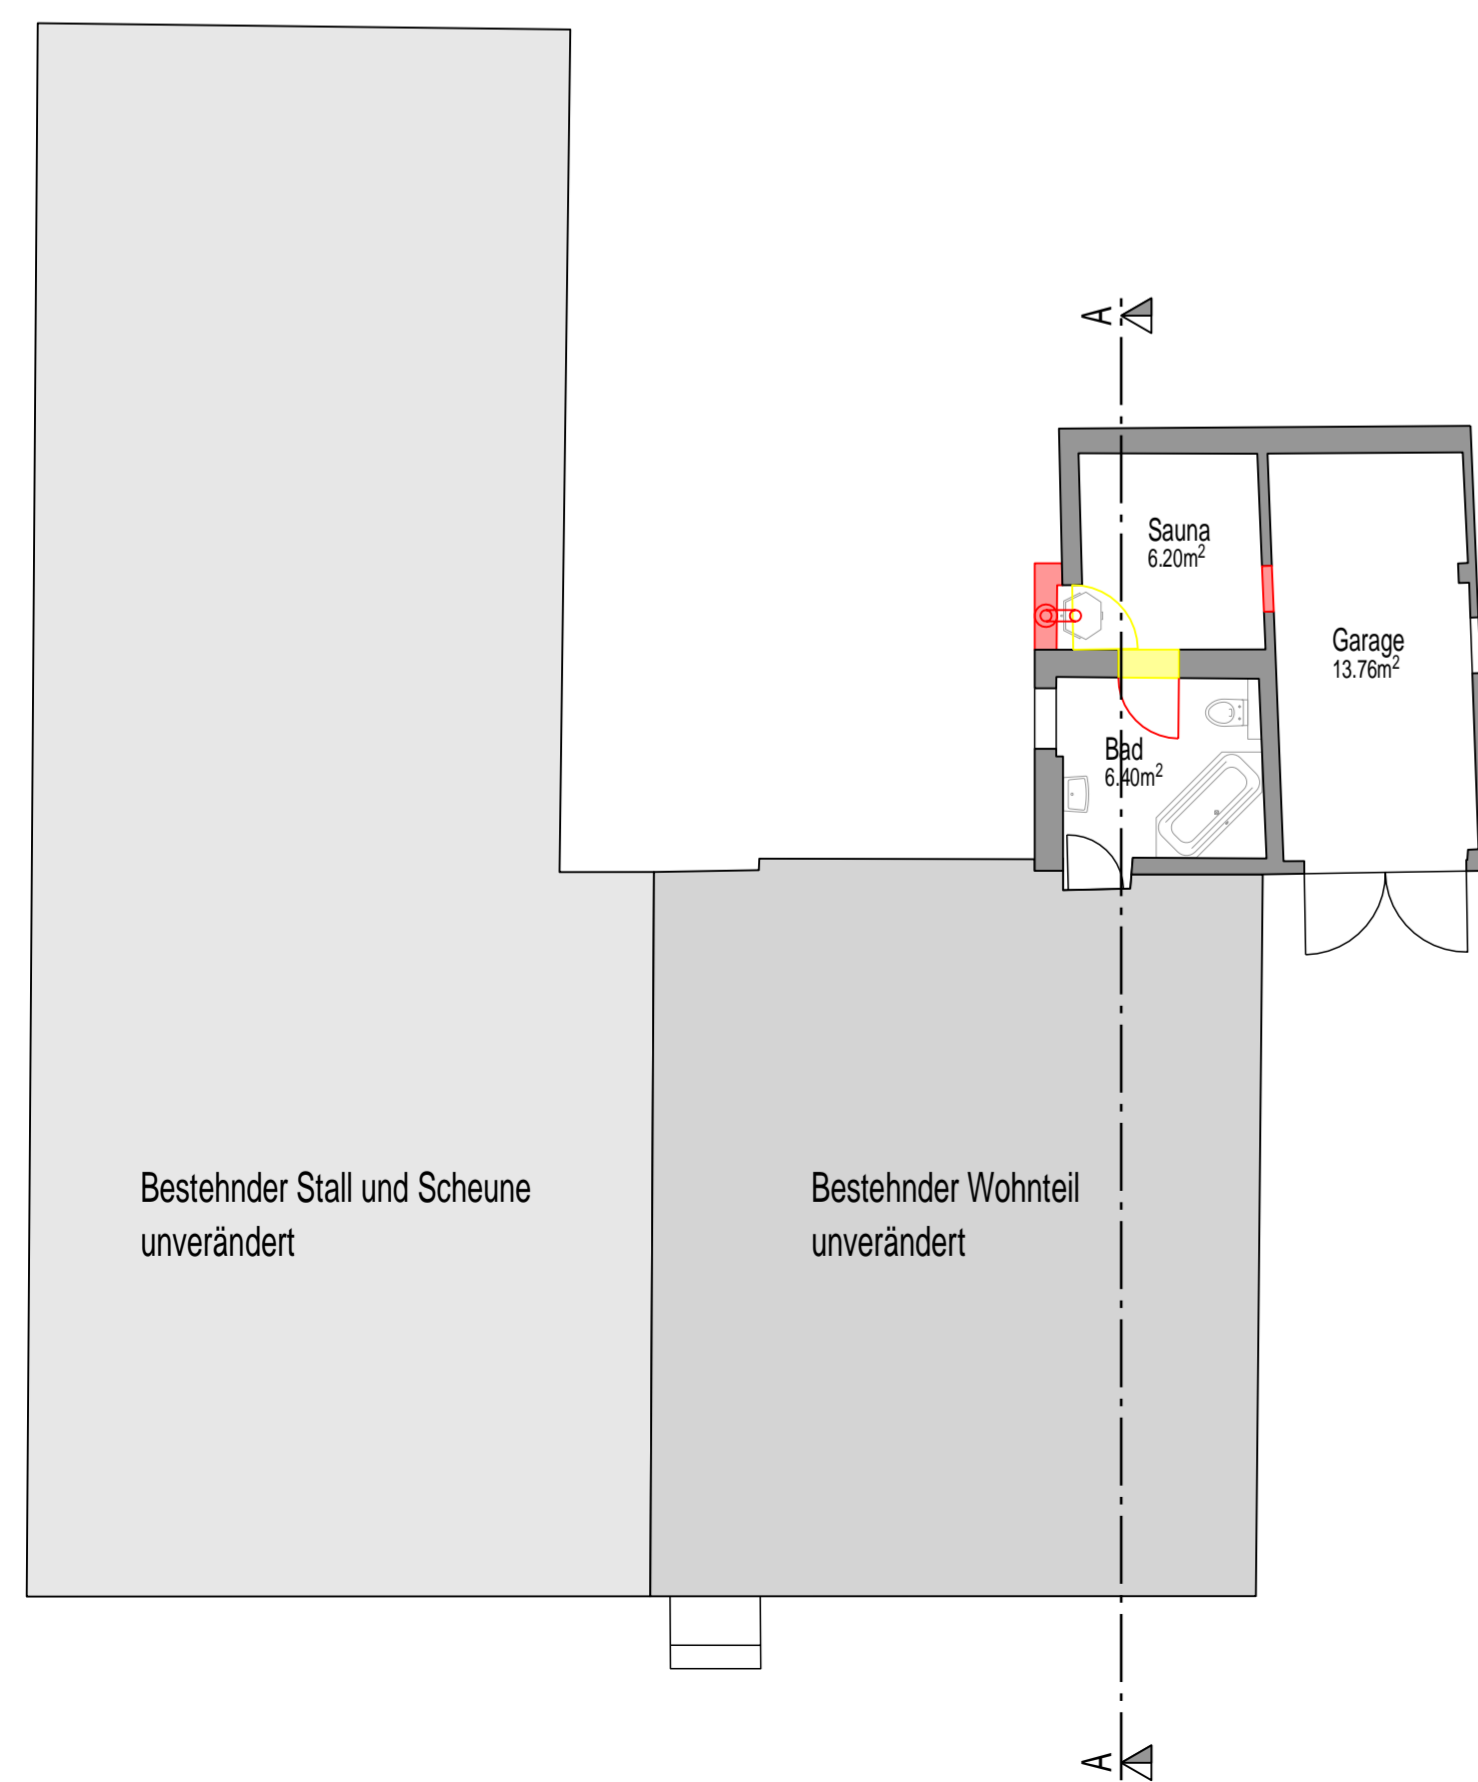 A
Sauna
6.20m²
Garage
13.76m²
Bad
6.40m²
Bestehnder Stall und Scheune
unverändert
Bestehnder Wohnteil
unverändert
A